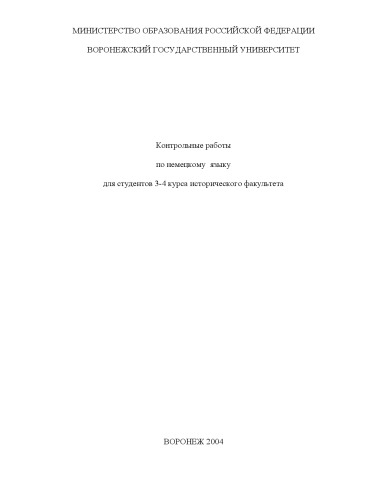 МИНИСТЕРСТВО ОБРАЗОВАНИЯ РОССИЙСКОЙ ФЕДЕРАЦИИ
ВОРОНЕЖСКИЙ ГОСУДАРСТВЕННЫЙ УНИВЕРСИТЕТ
Контрольные работы
по немецкому языку
для студентов 3-4 курса исторического факультета
ВОРОНЕЖ 2004